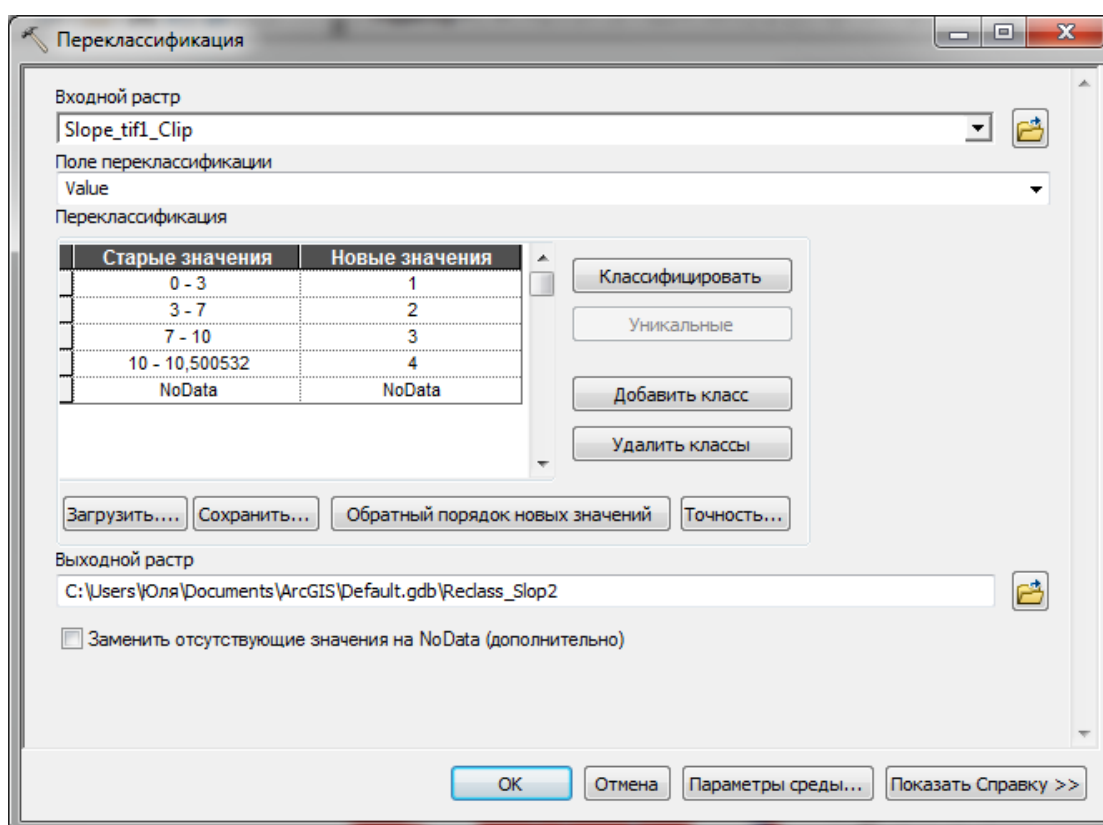 Переклассификация
Входной растр
Slope_tif1_Clip
Поле переклассификации
Value
Переклассификация
Старые значения Новые значения
0 - 3 1
3 - 7 2
7 - 10 3
10 - 10,500532 4
NoData NoData
Классифицировать
Уникальные
Добавить класс
Удалить классы
Загрузить.... Сохранить... Обратный порядок новых значений Точность...
Выходной растр
C:\Users\Юля\Documents\ArcGIS\Default.gdb\Reclass_Slop2
Заменить отсутствующие значения на NoData (дополнительно)
OK Отмена Параметры среды... Показать Справку >>